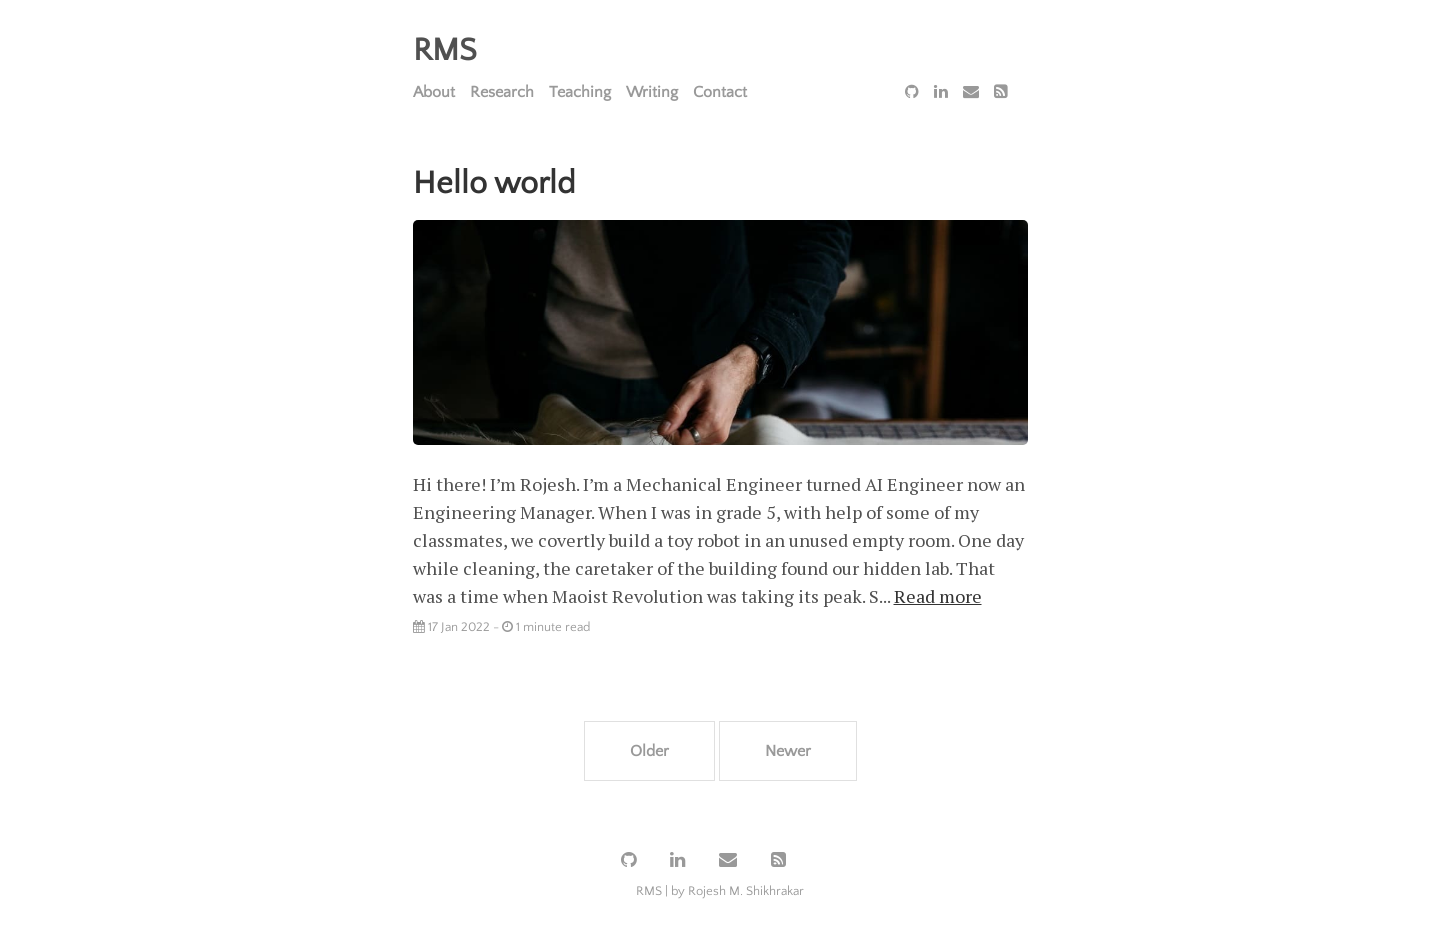 RMS
About Research Teaching Writing Contact
Hello world
Hi there! I’m Rojesh. I’m a Mechanical Engineer turned AI Engineer now an
Engineering Manager. When I was in grade 5, with help of some of my
classmates, we covertly build a toy robot in an unused empty room. One day
while cleaning, the caretaker of the building found our hidden lab. That
was a time when Maoist Revolution was taking its peak. S... Read more
17 Jan 2022 - 1 minute read
Older Newer
RMS | by Rojesh M. Shikhrakar